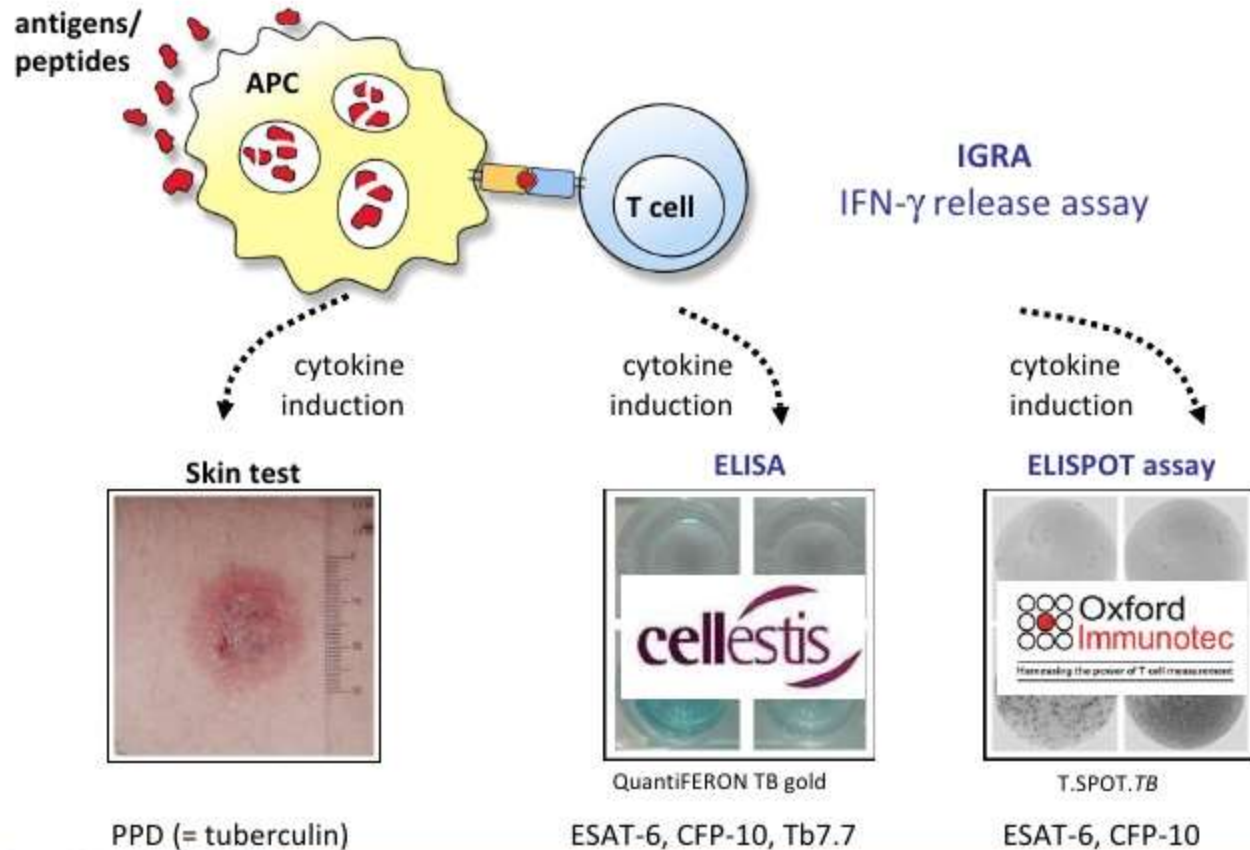 antigens/
peptides
APC
T cell
IGRA
IFN-γ release assay
cytokine
induction
cytokine
induction
cytokine
induction
Skin test
ELISA
ELISPOT assay
cellestis
Oxford
Immunotec
Harnessing the power of T cell measurement
QuantiFERON TB gold
T.SPOT.TB
PPD (= tuberculin)
ESAT-6, CFP-10, Tb7.7
ESAT-6, CFP-10